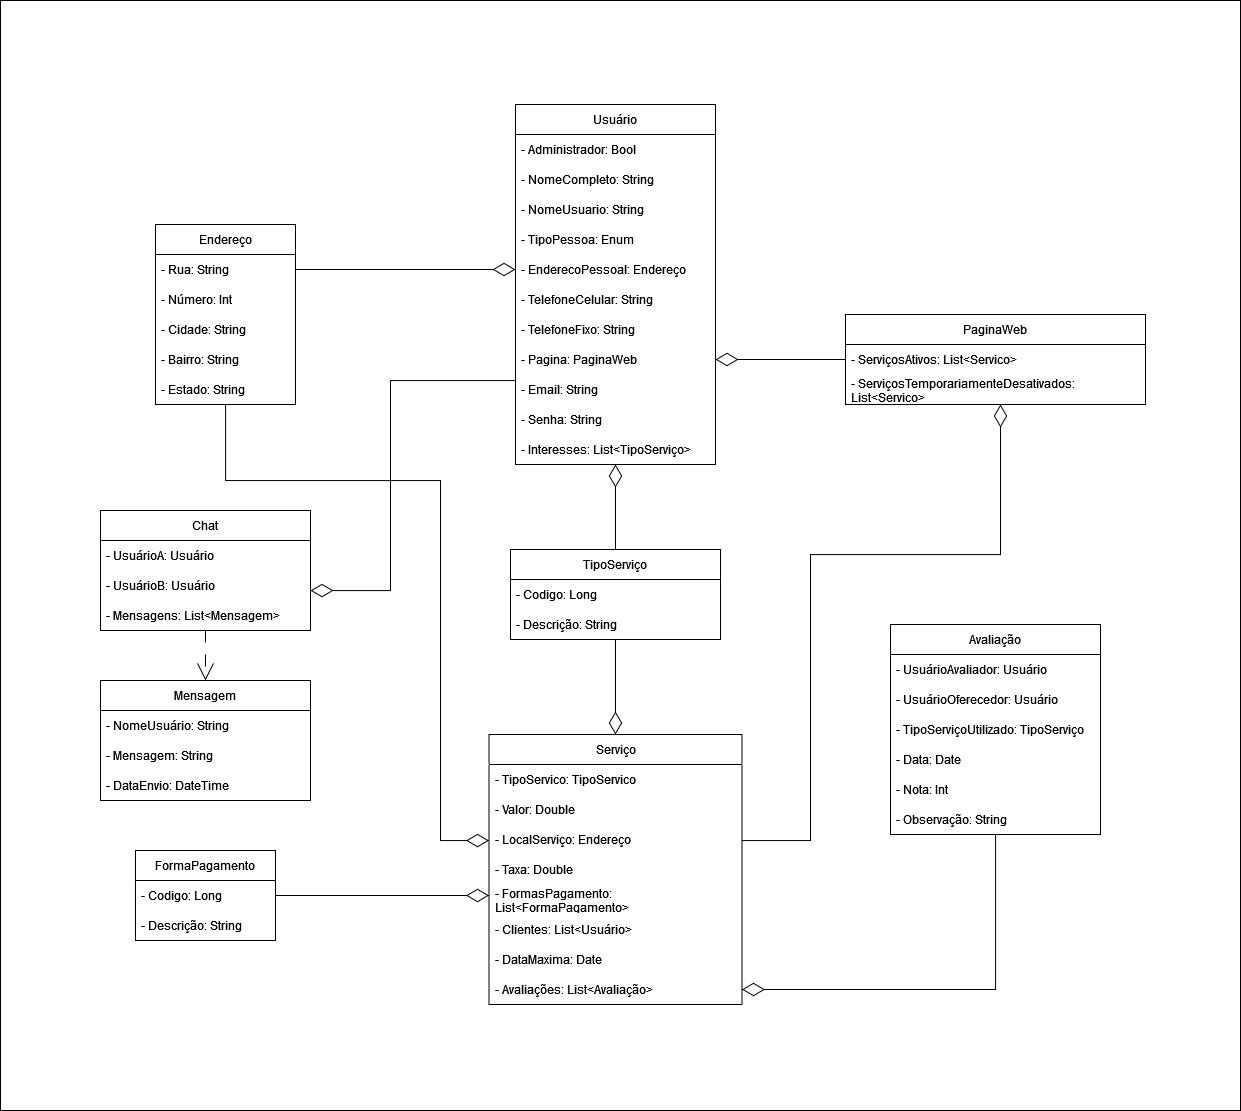 Usuário
- Administrador: Bool
- NomeCompleto: String
- NomeUsuario: String
- TipoPessoa: Enum
- EnderecoPessoal: Endereço
- TelefoneCelular: String
- TelefoneFixo: String
- Pagina: PaginaWeb
- Email: String
- Senha: String
- Interesses: List<TipoServiço>
Endereço
- Rua: String
- Número: Int
- Cidade: String
- Bairro: String
- Estado: String
PaginaWeb
- ServiçosAtivos: List<Servico>
- ServiçosTemporariamenteDesativados:
List<Servico>
Chat
- UsuárioA: Usuário
- UsuárioB: Usuário
- Mensagens: List<Mensagem>
TipoServiço
- Codigo: Long
- Descrição: String
Mensagem
- NomeUsuário: String
- Mensagem: String
- DataEnvio: DateTime
Avaliação
- UsuárioAvaliador: Usuário
- UsuárioOferecedor: Usuário
- TipoServiçoUtilizado: TipoServiço
- Data: Date
- Nota: Int
- Observação: String
Serviço
- TipoServico: TipoServico
- Valor: Double
- LocalServiço: Endereço
- Taxa: Double
- FormasPagamento:
List<FormaPagamento>
- Clientes: List<Usuário>
- DataMaxima: Date
- Avaliações: List<Avaliação>
FormaPagamento
- Codigo: Long
- Descrição: String